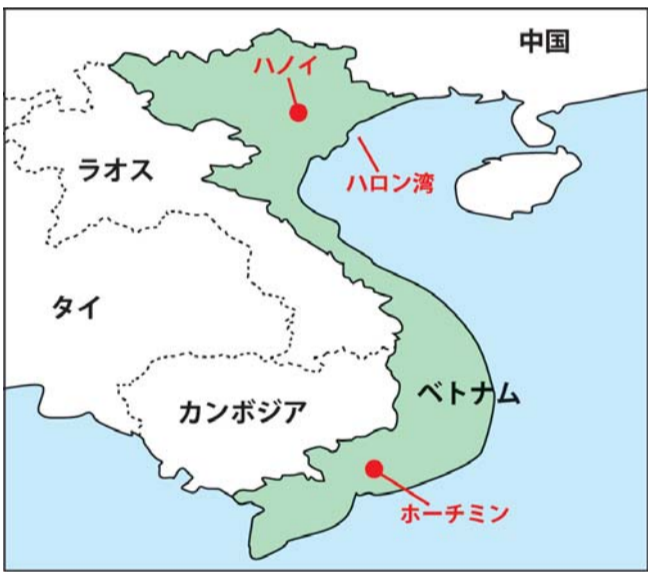 中国
ハノイ
ラオス
ハロン湾
タイ
ベトナム
カンボジア
ホーチミン